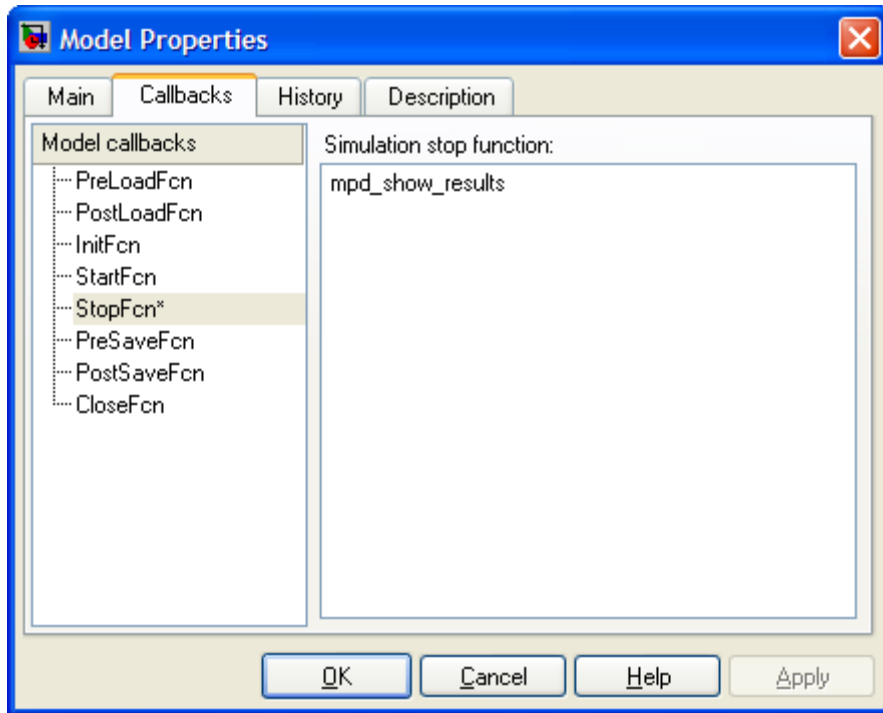 Model Properties
Main Callbacks History Description
Model callbacks
PreLoadFcn
PostLoadFcn
InitFcn
StartFcn
StopFcn*
PreSaveFcn
PostSaveFcn
CloseFcn
Simulation stop function:
mpd_show_results
OK Cancel Help Apply